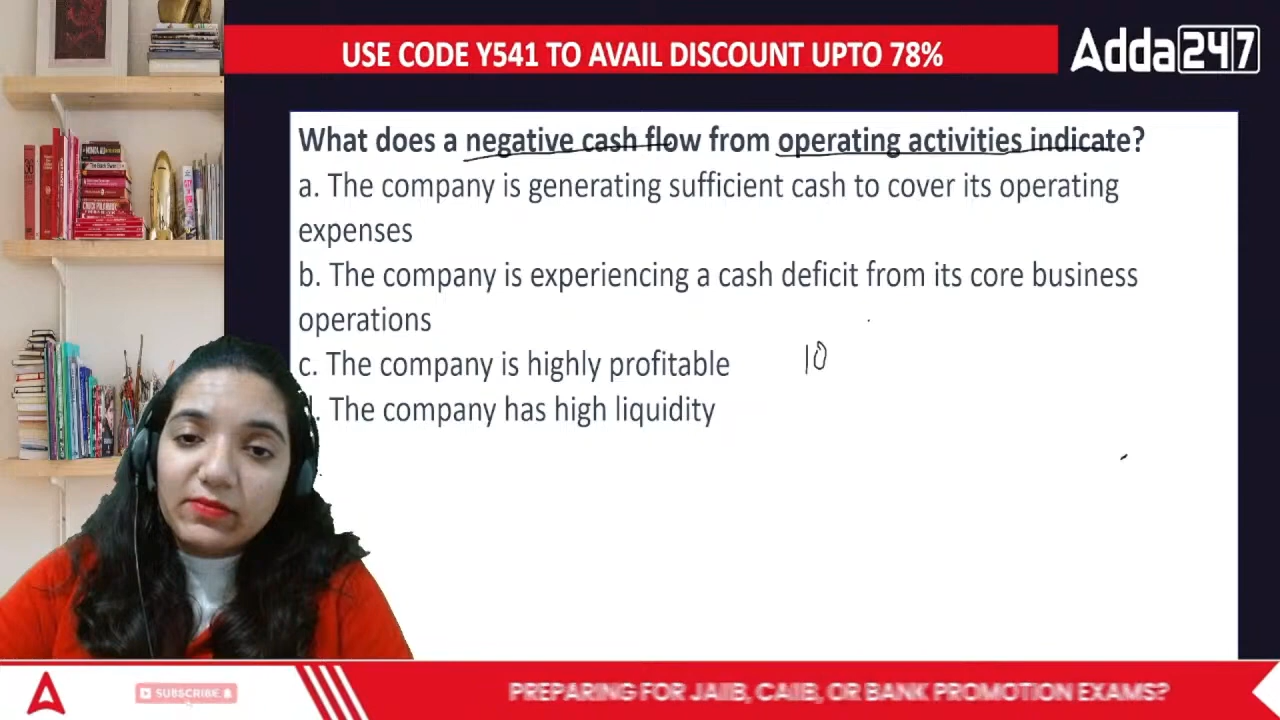 USE CODE Y541 TO AVAIL DISCOUNT UPTO 78%
Adda247
What does a negative cash flow from operating activities indicate?
a. The company is generating sufficient cash to cover its operating
expenses
b. The company is experiencing a cash deficit from its core business
operations
c. The company is highly profitable
10
. The company has high liquidity
SUBSCRIBE
PREPARING FOR JAIIB, CAIIB, OR BANK PROMOTION EXAMS?